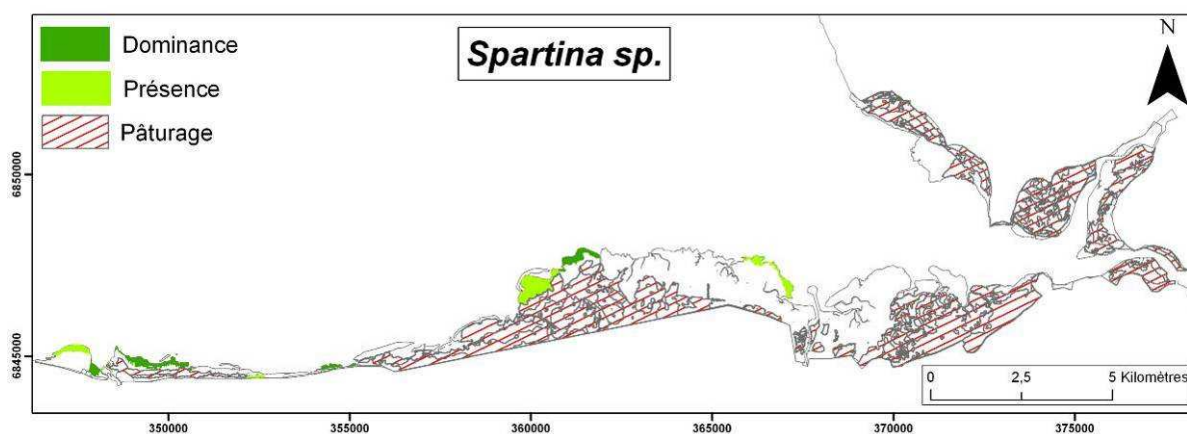 Dominance
Présence
Pâturage
Spartina sp.
N
6850000
6845000
0 2,5 5 Kilomètres
350000 355000 360000 365000 370000 375000